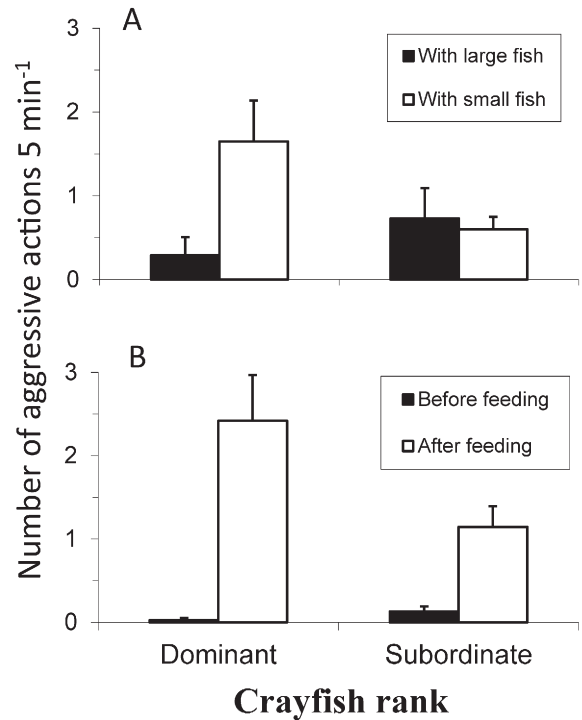 A
3
2
1
0
With large fish
With small fish
Number of aggressive actions 5 min⁻¹
B
3
2
1
0
Before feeding
After feeding
Dominant Subordinate
Crayfish rank